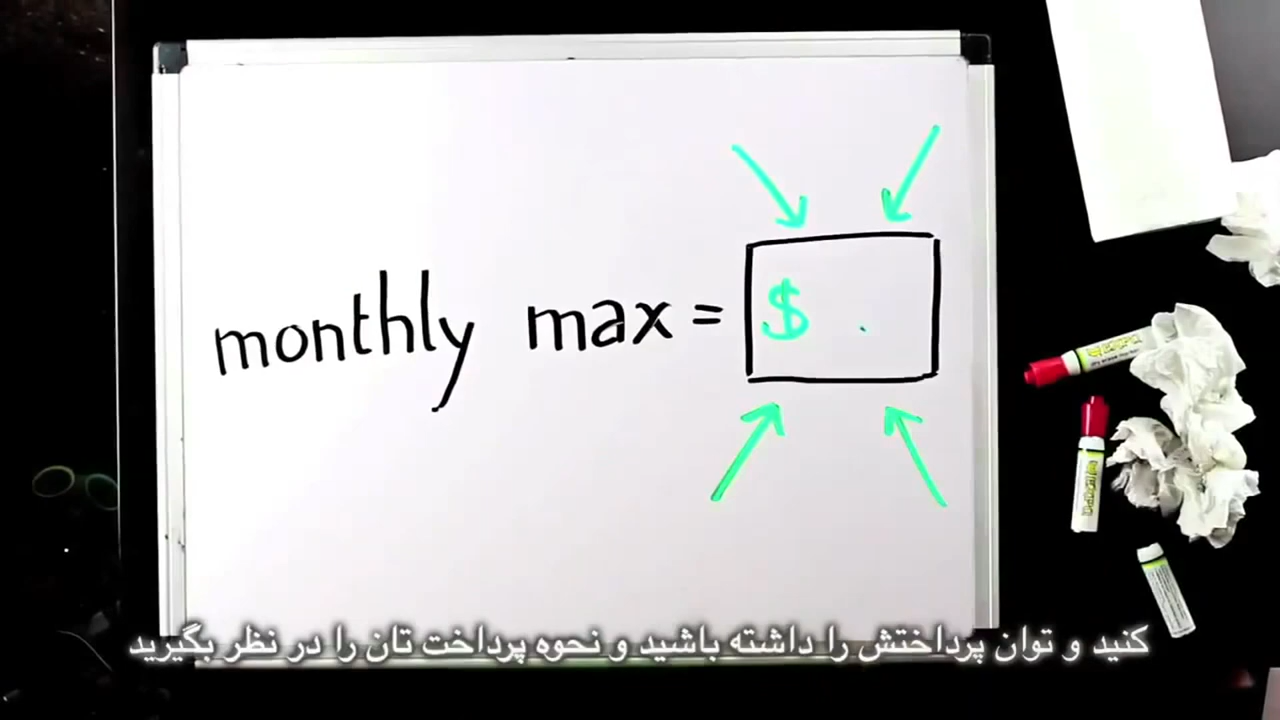 monthly max = $ .
کنید و توان پرداختش را داشته باشید و نحوه پرداخت تان را در نظر بگیرید